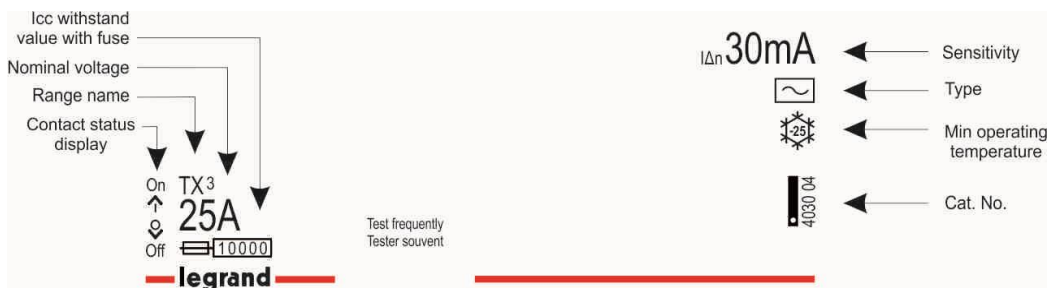 Icc withstand
value with fuse
Nominal voltage
Range name
Contact status
display
On
Off
TX³
25A
10000
legrand
Test frequently
Tester souvent
IΔn 30mA
-25
4030 04
Sensitivity
Type
Min operating
temperature
Cat. No.